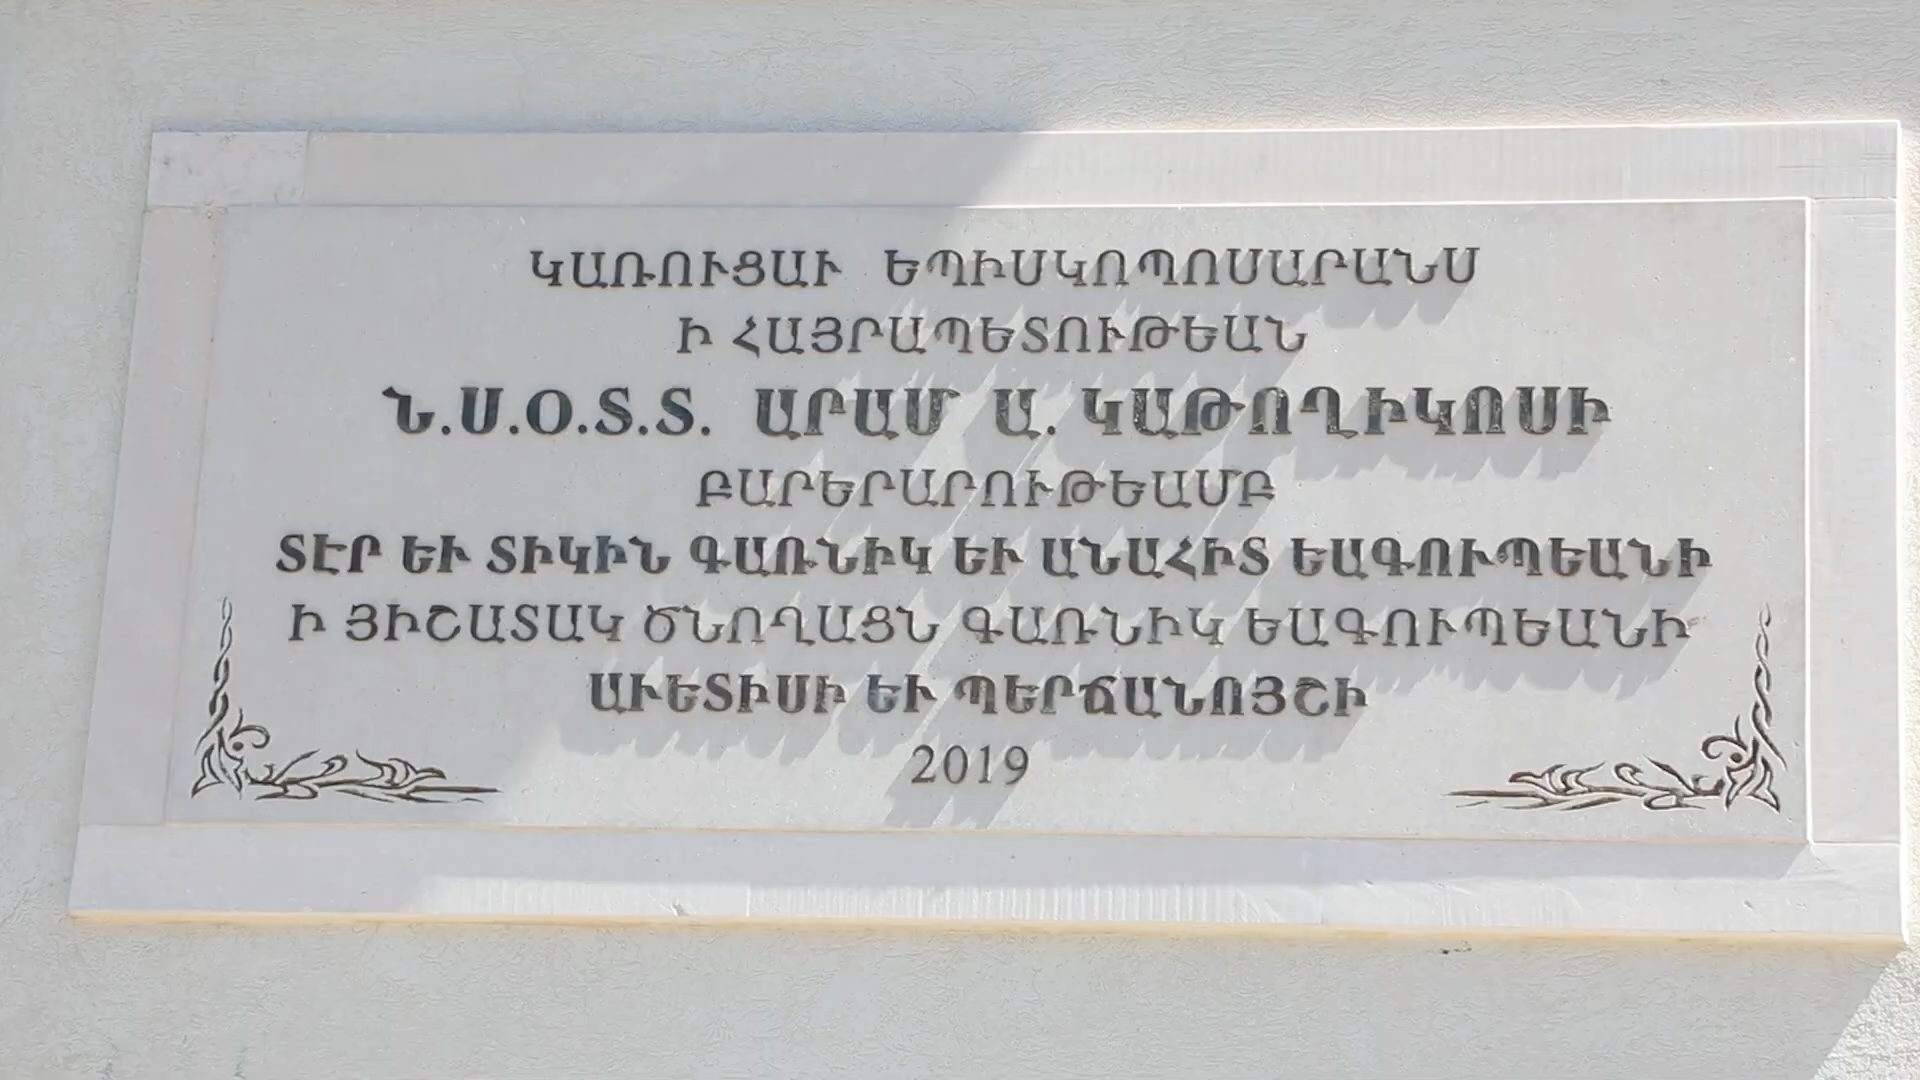 ԿԱՌՈՒՑԱՒ ԵՊԻՍԿՈՊՈՍԱՐԱՆՍ
Ի ՀԱՅՐԱՊԵՏՈՒԹԵԱՆ
Ն.Ս.Օ.Տ.Տ. ԱՐԱՄ Ա. ԿԱԹՈՂԻԿՈՍԻ
ԲԱՐԵՐԱՐՈՒԹԵԱՄԲ
ՏԷՐ ԵՒ ՏԻԿԻՆ ԳԱՌՆԻԿ ԵՒ ԱՆԱՀԻՏ ԵԱԳՈՒՊԵԱՆԻ
Ի ՅԻՇԱՏԱԿ ԾՆՈՂԱՑՆ ԳԱՌՆԻԿ ԵԱԳՈՒՊԵԱՆԻ
ԱՒԵՏԻՍԻ ԵՒ ՊԵՐՃԱՆՈՅՇԻ
2019